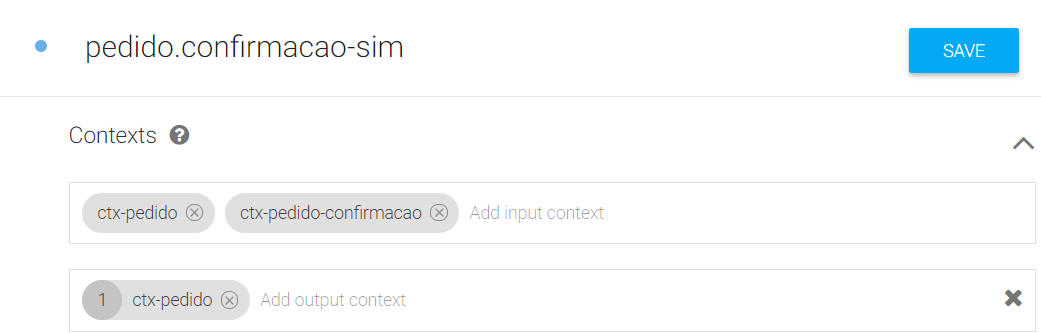 pedido.confirmacao-sim
SAVE
Contexts ?
ctx-pedido ctx-pedido-confirmacao Add input context
1 ctx-pedido Add output context